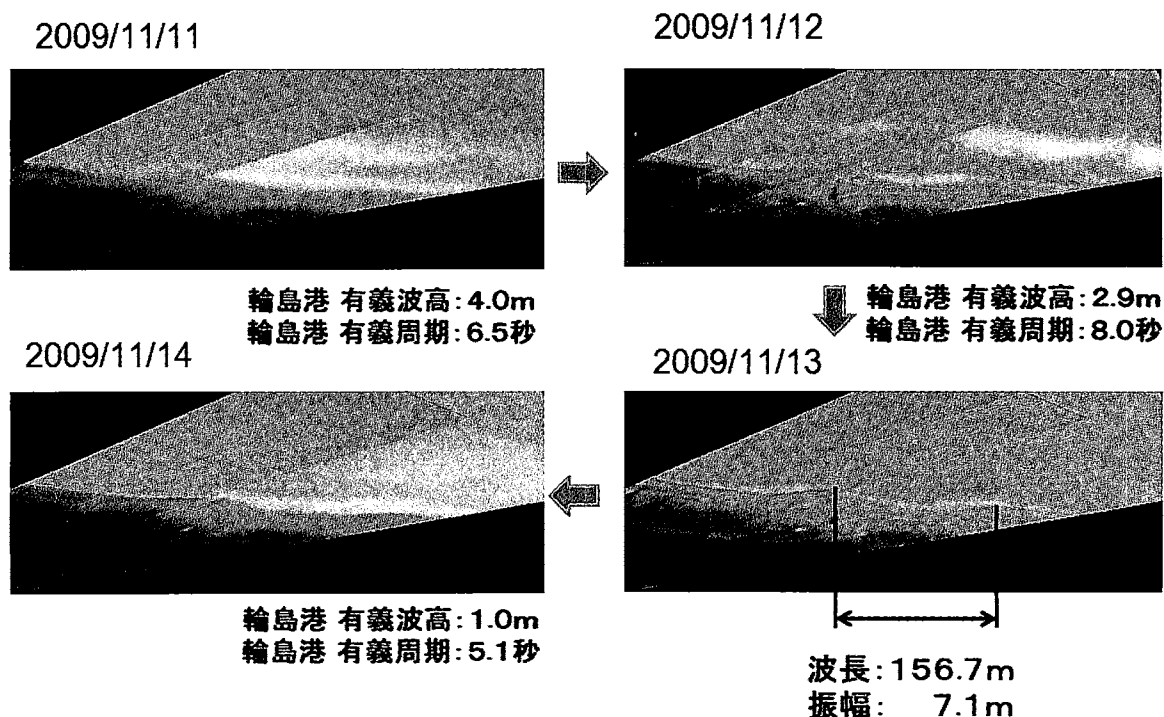 2009/11/11
2009/11/12
輪島港 有義波高:4.0m
輪島港 有義周期:6.5秒
輪島港 有義波高:2.9m
輪島港 有義周期:8.0秒
2009/11/14
2009/11/13
輪島港 有義波高:1.0m
輪島港 有義周期:5.1秒
波長:156.7m
振幅: 7.1m